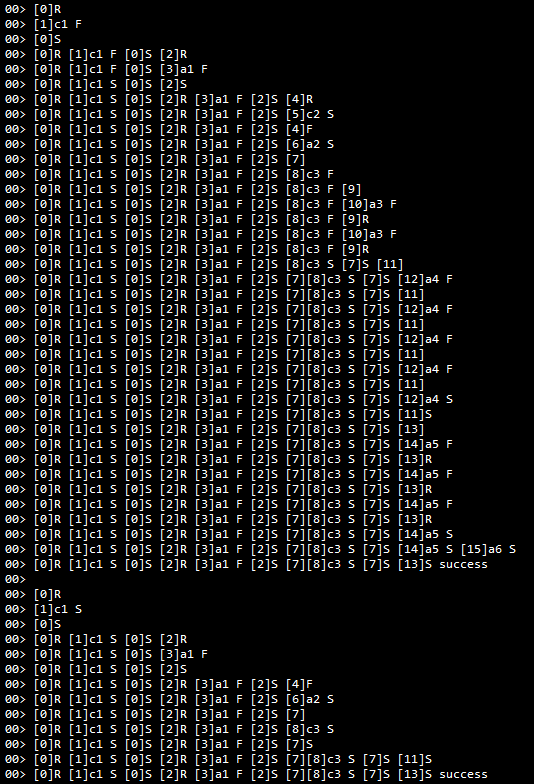 00> [0]R
00> [1]c1 F
00> [0]S
00> [0]R [1]c1 F [0]S [2]R
00> [0]R [1]c1 F [0]S [3]a1 F
00> [0]R [1]c1 S [0]S [2]S
00> [0]R [1]c1 S [0]S [2]R [3]a1 F [2]S [4]R
00> [0]R [1]c1 S [0]S [2]R [3]a1 F [2]S [5]c2 S
00> [0]R [1]c1 S [0]S [2]R [3]a1 F [2]S [4]F
00> [0]R [1]c1 S [0]S [2]R [3]a1 F [2]S [6]a2 S
00> [0]R [1]c1 S [0]S [2]R [3]a1 F [2]S [7]
00> [0]R [1]c1 S [0]S [2]R [3]a1 F [2]S [8]c3 F
00> [0]R [1]c1 S [0]S [2]R [3]a1 F [2]S [8]c3 F [9]
00> [0]R [1]c1 S [0]S [2]R [3]a1 F [2]S [8]c3 F [10]a3 F
00> [0]R [1]c1 S [0]S [2]R [3]a1 F [2]S [8]c3 F [9]R
00> [0]R [1]c1 S [0]S [2]R [3]a1 F [2]S [8]c3 F [10]a3 F
00> [0]R [1]c1 S [0]S [2]R [3]a1 F [2]S [8]c3 F [9]R
00> [0]R [1]c1 S [0]S [2]R [3]a1 F [2]S [8]c3 S [7]S [11]
00> [0]R [1]c1 S [0]S [2]R [3]a1 F [2]S [7][8]c3 S [7]S [12]a4 F
00> [0]R [1]c1 S [0]S [2]R [3]a1 F [2]S [7][8]c3 S [7]S [11]
00> [0]R [1]c1 S [0]S [2]R [3]a1 F [2]S [7][8]c3 S [7]S [12]a4 F
00> [0]R [1]c1 S [0]S [2]R [3]a1 F [2]S [7][8]c3 S [7]S [11]
00> [0]R [1]c1 S [0]S [2]R [3]a1 F [2]S [7][8]c3 S [7]S [12]a4 F
00> [0]R [1]c1 S [0]S [2]R [3]a1 F [2]S [7][8]c3 S [7]S [11]
00> [0]R [1]c1 S [0]S [2]R [3]a1 F [2]S [7][8]c3 S [7]S [12]a4 F
00> [0]R [1]c1 S [0]S [2]R [3]a1 F [2]S [7][8]c3 S [7]S [11]
00> [0]R [1]c1 S [0]S [2]R [3]a1 F [2]S [7][8]c3 S [7]S [12]a4 S
00> [0]R [1]c1 S [0]S [2]R [3]a1 F [2]S [7][8]c3 S [7]S [11]S
00> [0]R [1]c1 S [0]S [2]R [3]a1 F [2]S [7][8]c3 S [7]S [13]
00> [0]R [1]c1 S [0]S [2]R [3]a1 F [2]S [7][8]c3 S [7]S [14]a5 F
00> [0]R [1]c1 S [0]S [2]R [3]a1 F [2]S [7][8]c3 S [7]S [13]R
00> [0]R [1]c1 S [0]S [2]R [3]a1 F [2]S [7][8]c3 S [7]S [14]a5 F
00> [0]R [1]c1 S [0]S [2]R [3]a1 F [2]S [7][8]c3 S [7]S [13]R
00> [0]R [1]c1 S [0]S [2]R [3]a1 F [2]S [7][8]c3 S [7]S [14]a5 F
00> [0]R [1]c1 S [0]S [2]R [3]a1 F [2]S [7][8]c3 S [7]S [13]R
00> [0]R [1]c1 S [0]S [2]R [3]a1 F [2]S [7][8]c3 S [7]S [14]a5 S
00> [0]R [1]c1 S [0]S [2]R [3]a1 F [2]S [7][8]c3 S [7]S [14]a5 S [15]a6 S
00> [0]R [1]c1 S [0]S [2]R [3]a1 F [2]S [7][8]c3 S [7]S [13]S success
00>
00> [0]R
00> [1]c1 S
00> [0]S
00> [0]R [1]c1 S [0]S [2]R
00> [0]R [1]c1 S [0]S [3]a1 F
00> [0]R [1]c1 S [0]S [2]S
00> [0]R [1]c1 S [0]S [2]R [3]a1 F [2]S [4]F
00> [0]R [1]c1 S [0]S [2]R [3]a1 F [2]S [6]a2 S
00> [0]R [1]c1 S [0]S [2]R [3]a1 F [2]S [7]
00> [0]R [1]c1 S [0]S [2]R [3]a1 F [2]S [8]c3 S
00> [0]R [1]c1 S [0]S [2]R [3]a1 F [2]S [7]S
00> [0]R [1]c1 S [0]S [2]R [3]a1 F [2]S [7][8]c3 S [7]S [11]S
00> [0]R [1]c1 S [0]S [2]R [3]a1 F [2]S [7][8]c3 S [7]S [13]S success